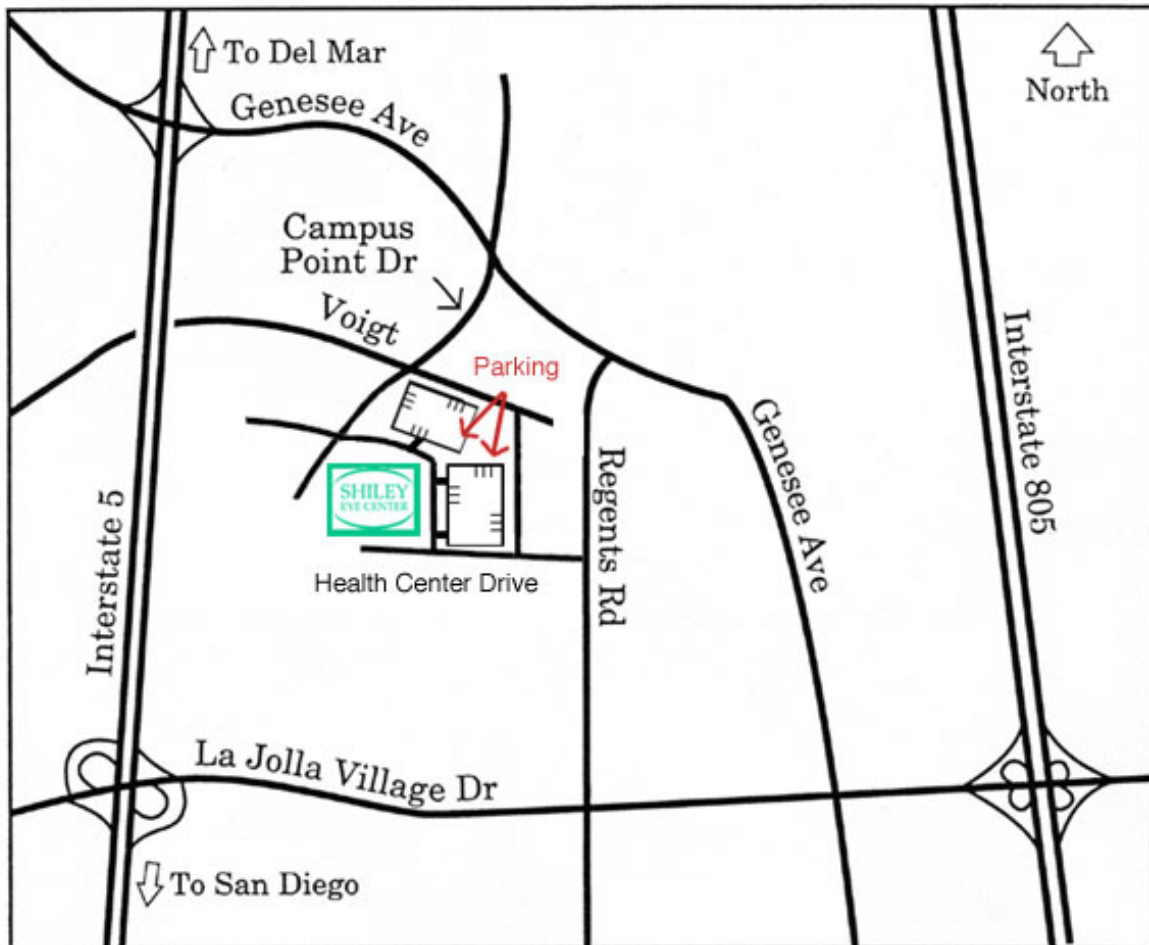 To Del Mar
North
Genesee Ave
Campus
Point Dr
Voigt
Parking
Interstate 805
Genesee Ave
Regents Rd
SHILEY
EYE CENTER
Interstate 5
Health Center Drive
La Jolla Village Dr
To San Diego